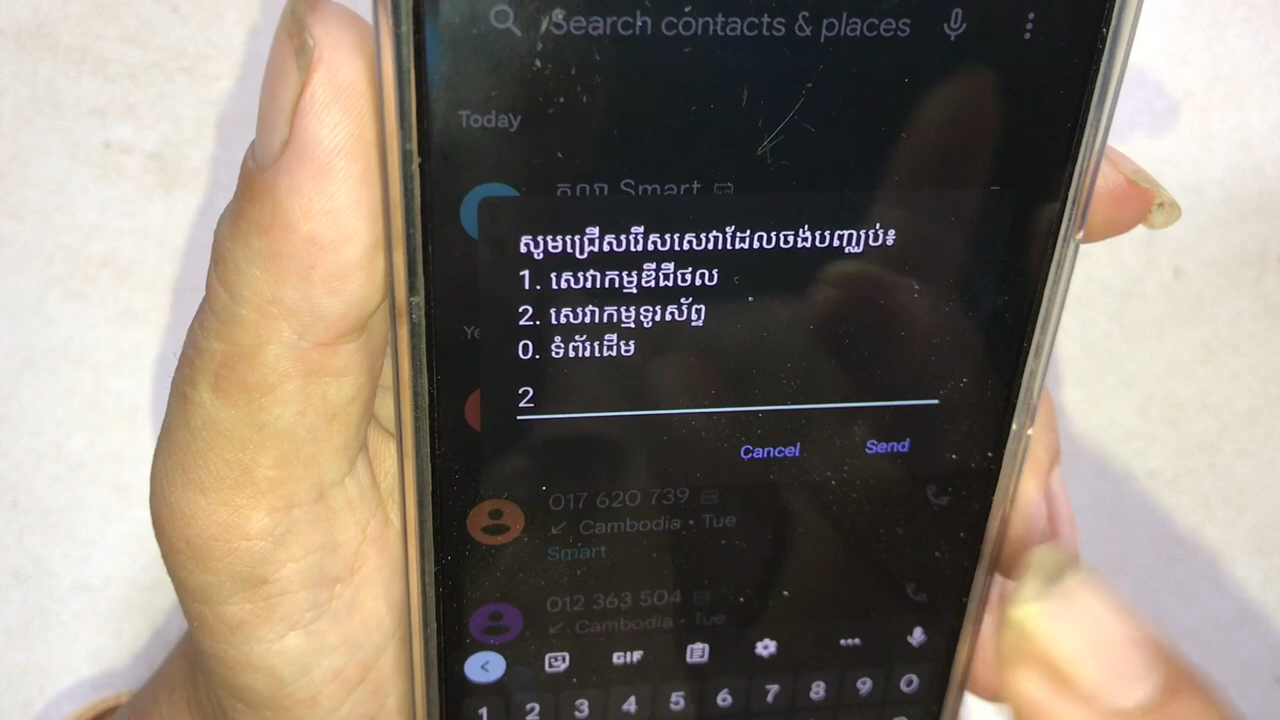 Search contacts & places
Today
តុលា Smart
សូមជ្រើសរើសសេវាដែលចង់បញ្ឈប់៖
1. សេវាកម្មឌីជីថល
2. សេវាកម្មទូរស័ព្ទ
0. ទំព័រដើម
2
Cancel
Send
017 620 739
↙ Cambodia • Tue
Smart
012 363 504
↙ Cambodia • Tue
GIF
1 2 3 4 5 6 7 8 9 0